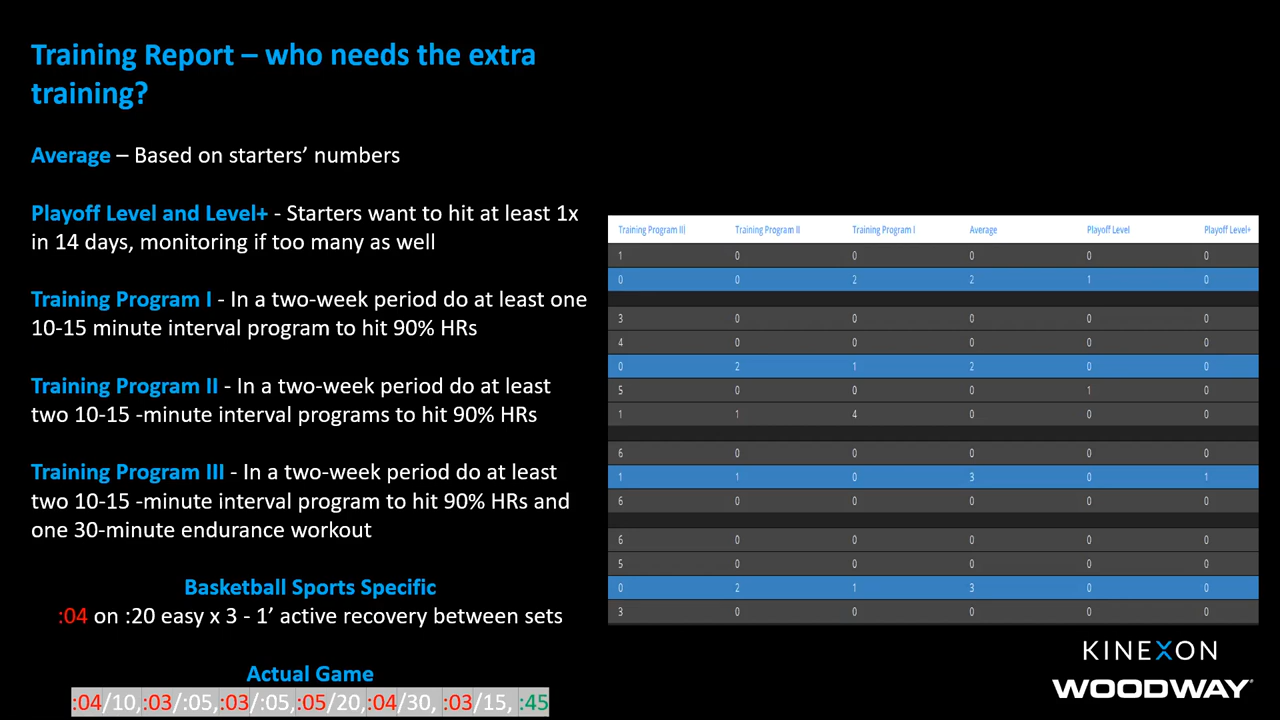 Training Report – who needs the extra
training?
Average – Based on starters’ numbers
Playoff Level and Level+ - Starters want to hit at least 1x
in 14 days, monitoring if too many as well
Training Program I - In a two-week period do at least one
10-15 minute interval program to hit 90% HRs
Training Program II - In a two-week period do at least
two 10-15 -minute interval programs to hit 90% HRs
Training Program III - In a two-week period do at least
two 10-15 -minute interval program to hit 90% HRs and
one 30-minute endurance workout
Basketball Sports Specific
:04 on :20 easy x 3 - 1’ active recovery between sets
Actual Game
:04/10,:03/:05,:03/:05,:05/20,:04/30, :03/15, :45
Training Program III Training Program II Training Program I Average Playoff Level Playoff Level+
1 0 0 0 0 0
0 0 2 2 1 0
3 0 0 0 0 0
4 0 0 0 0 0
0 2 1 2 0 0
5 0 0 0 1 0
1 1 4 0 0 0
6 0 0 0 0 0
1 1 0 3 0 1
6 0 0 0 0 0
6 0 0 0 0 0
5 0 0 0 0 0
0 2 1 3 0 0
3 0 0 0 0 0
KINEXON
WOODWAY